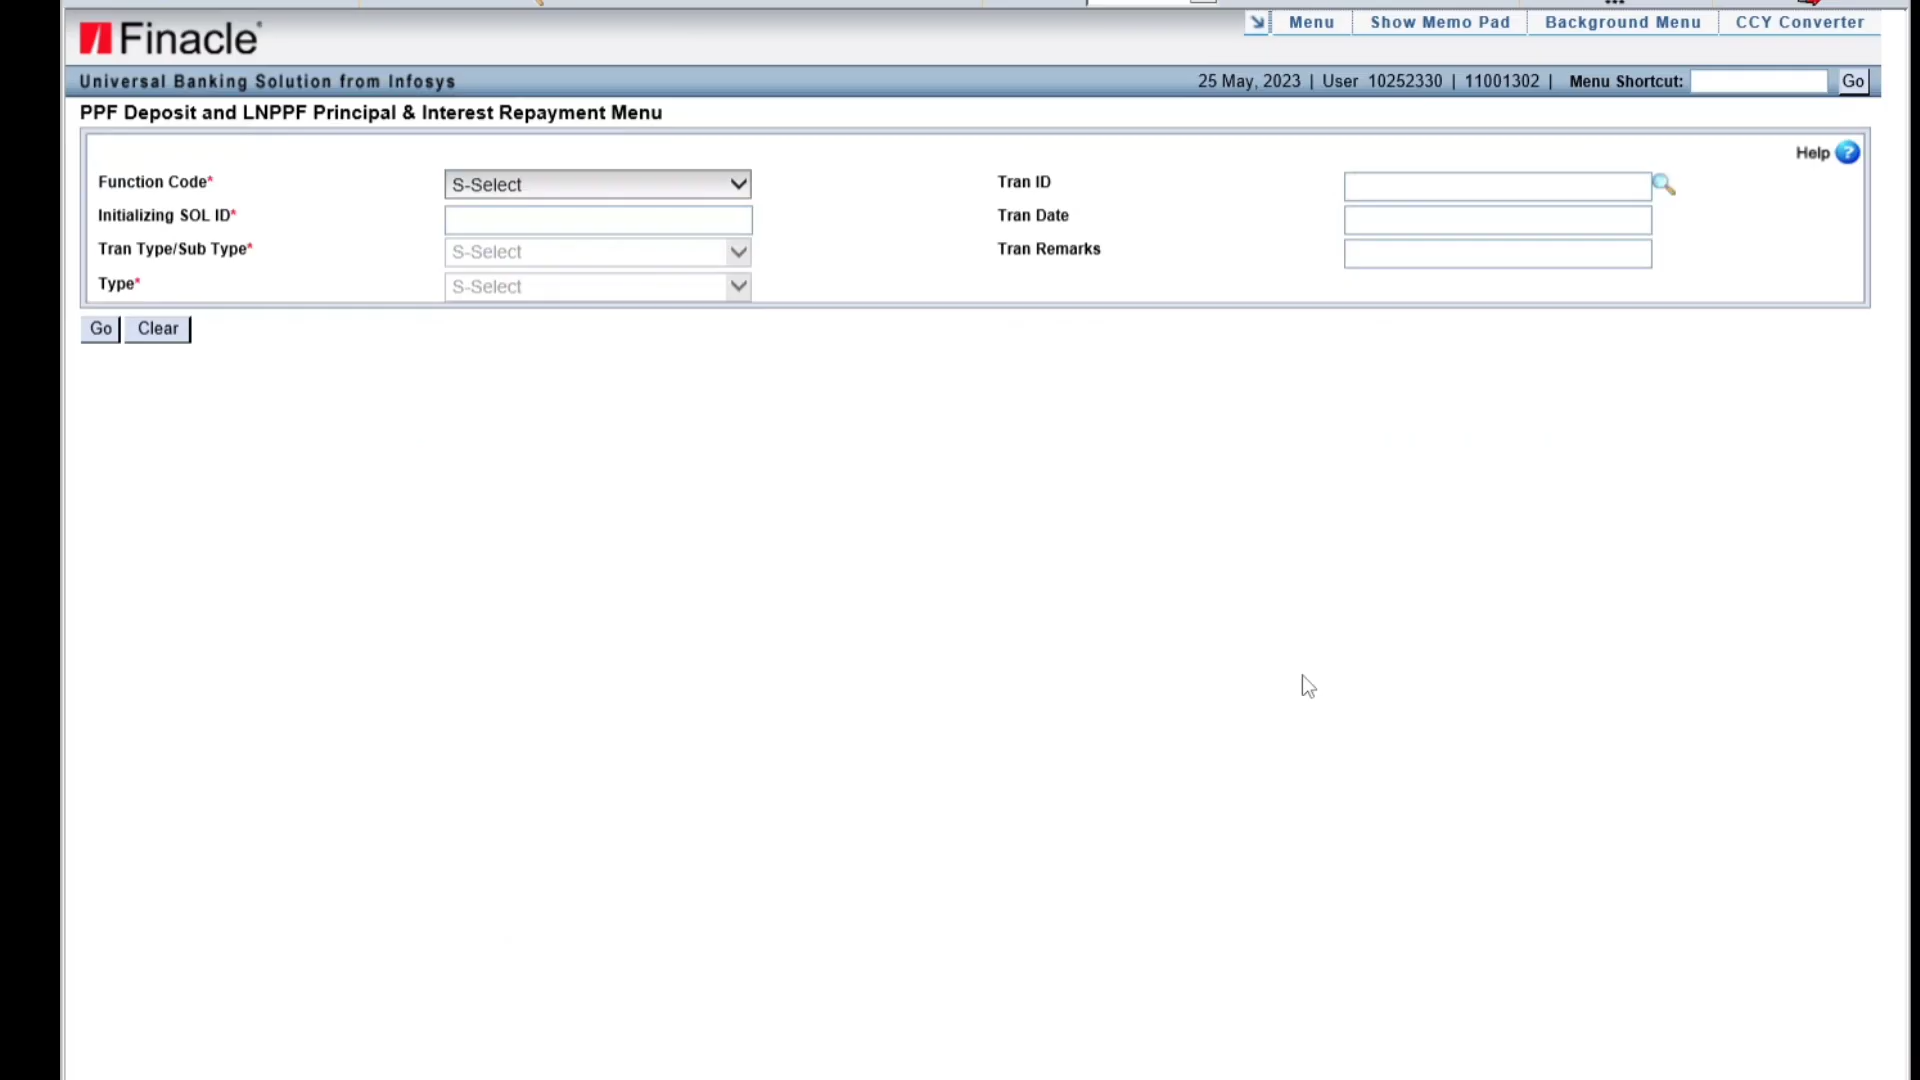 Menu
Show Memo Pad
Background Menu
CCY Converter
Finacle
Universal Banking Solution from Infosys
25 May, 2023 | User 10252330 | 11001302 | Menu Shortcut: Go
PPF Deposit and LNPPF Principal & Interest Repayment Menu
Help ?
Function Code* S-Select Tran ID
Initializing SOL ID* Tran Date
Tran Type/Sub Type* S-Select Tran Remarks
Type* S-Select
Go Clear